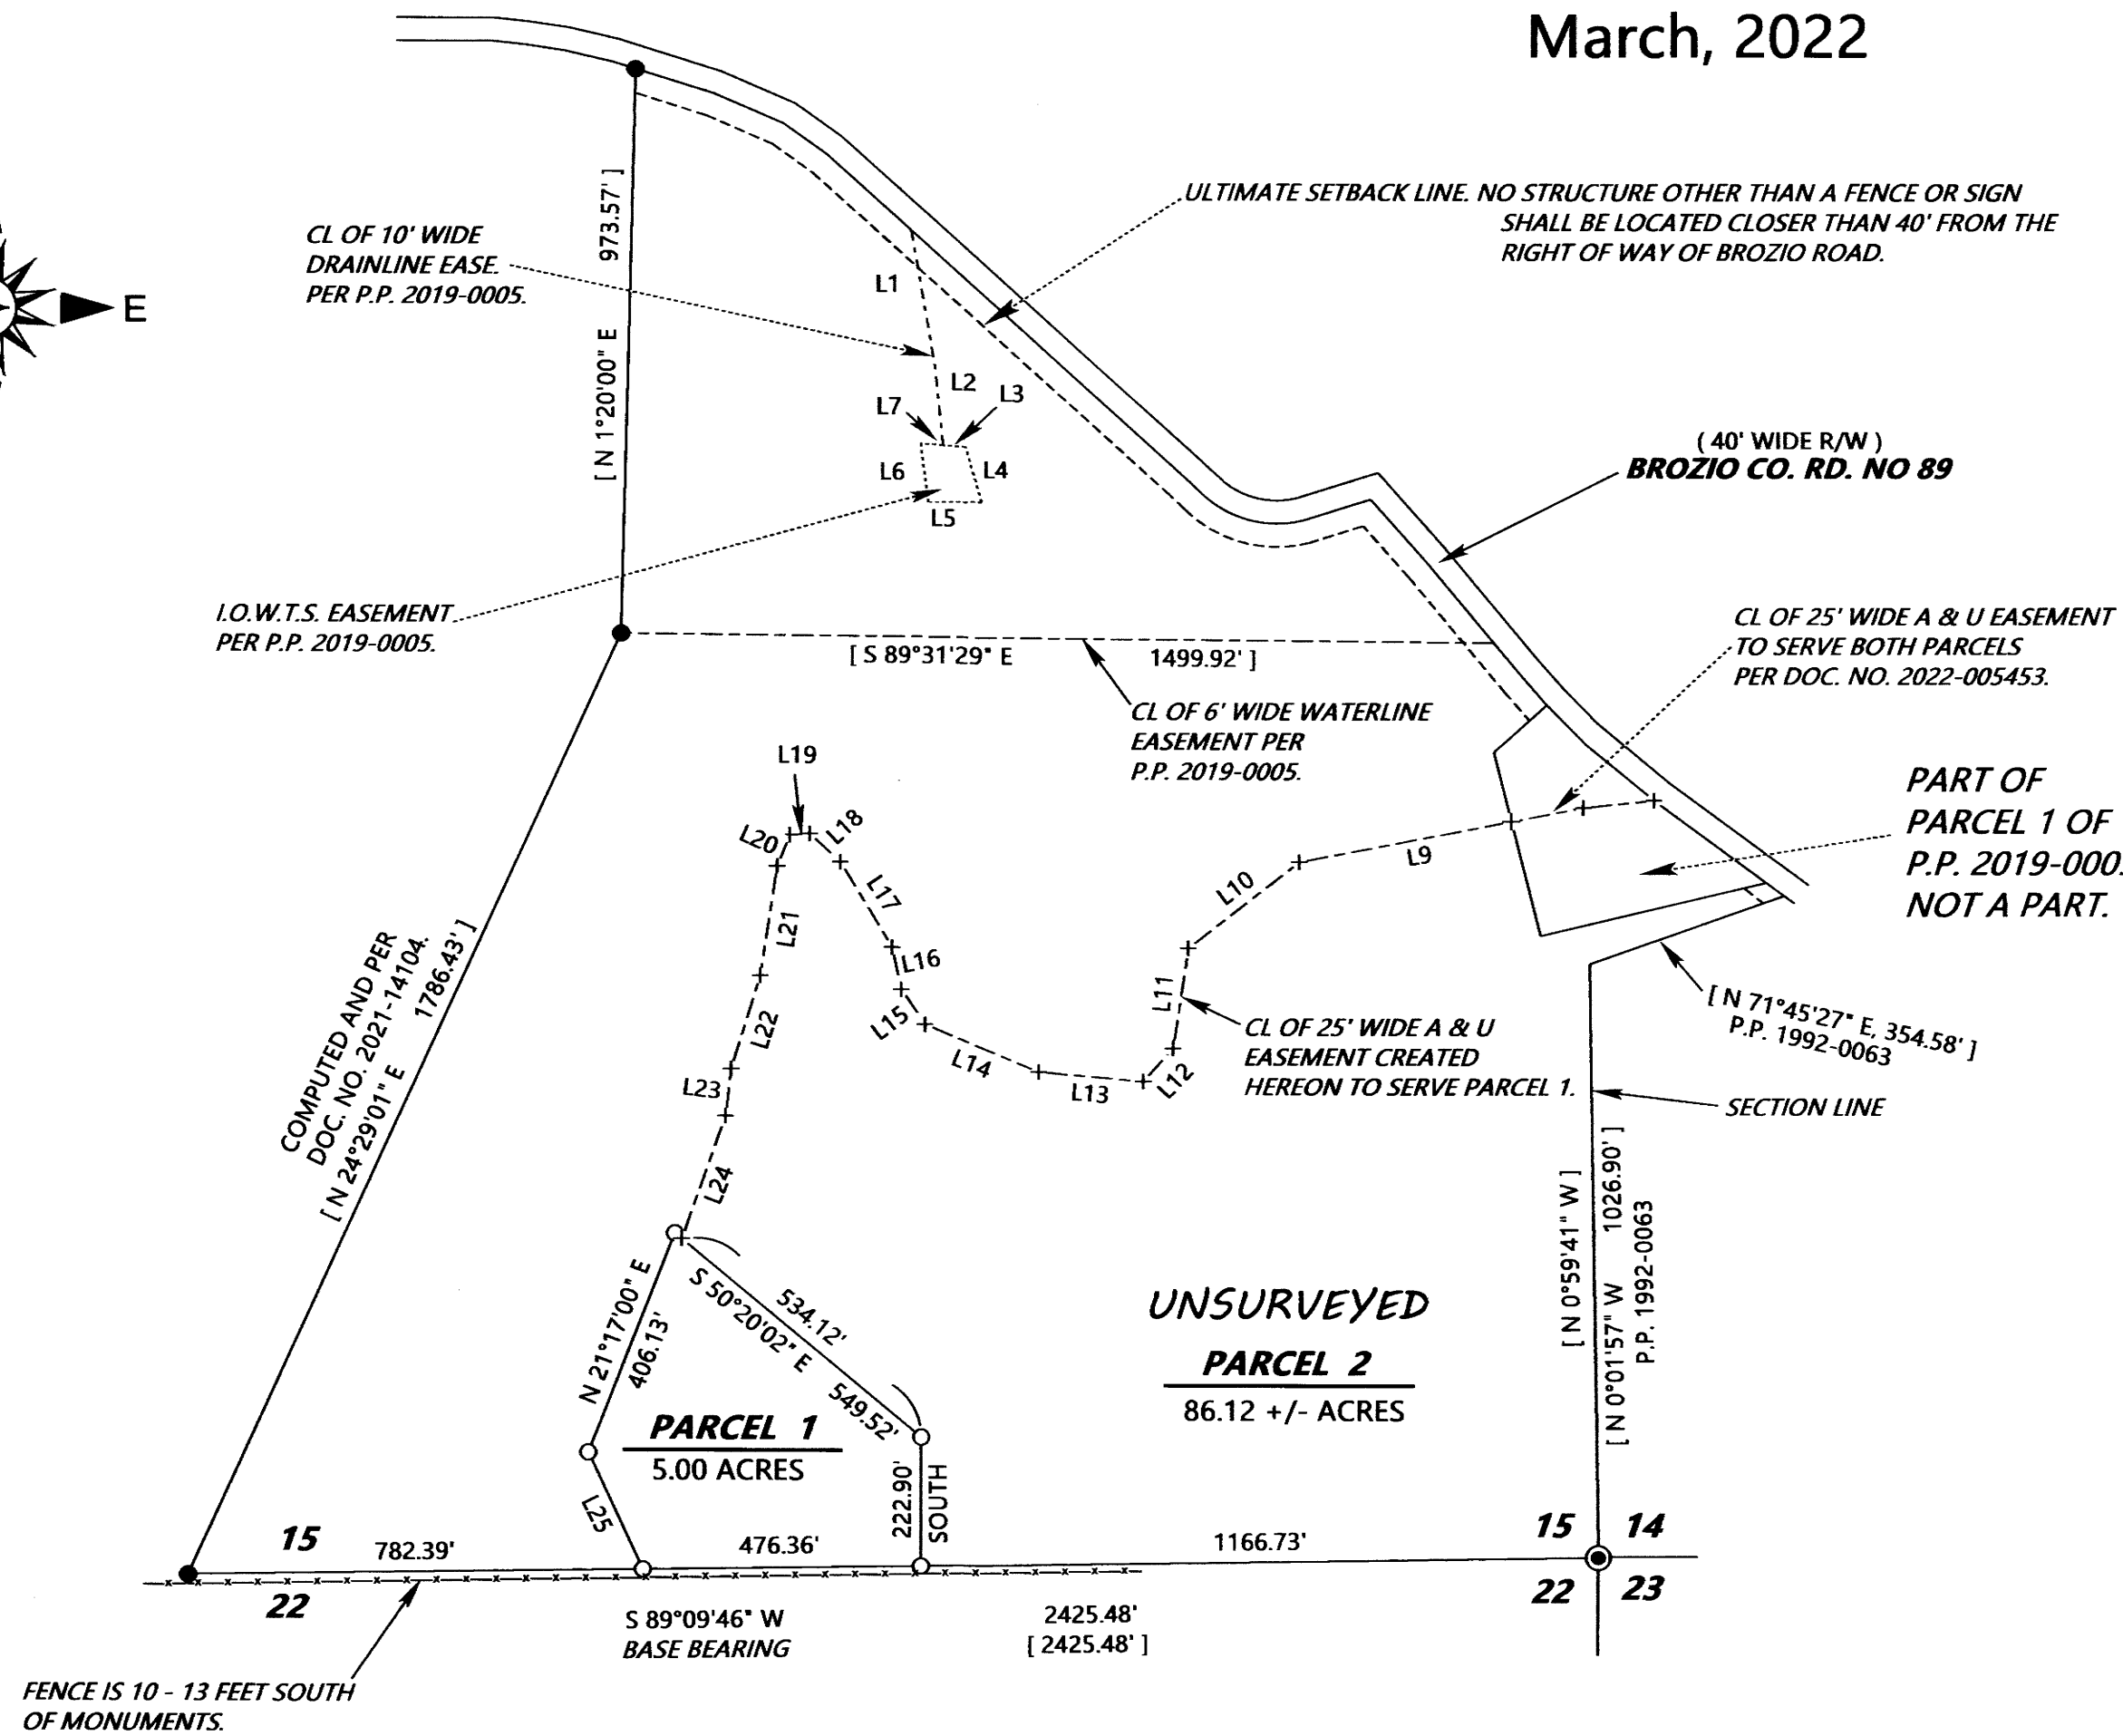 March, 2022
E
CL OF 10' WIDE
DRAINLINE EASE.
PER P.P. 2019-0005.
[ N 1°20'00" E 973.57' ]
ULTIMATE SETBACK LINE. NO STRUCTURE OTHER THAN A FENCE OR SIGN
SHALL BE LOCATED CLOSER THAN 40' FROM THE
RIGHT OF WAY OF BROZIO ROAD.
L1
L2
L3
L7
L6
L4
L5
( 40' WIDE R/W )
BROZIO CO. RD. NO 89
I.O.W.T.S. EASEMENT
PER P.P. 2019-0005.
[ S 89°31'29" E 1499.92' ]
CL OF 6' WIDE WATERLINE
EASEMENT PER
P.P. 2019-0005.
CL OF 25' WIDE A & U EASEMENT
TO SERVE BOTH PARCELS
PER DOC. NO. 2022-005453.
PART OF
PARCEL 1 OF
P.P. 2019-000
NOT A PART.
L19
L20
L18
L17
L21
L16
L15
L22
L14
L13
L12
L11
L10
L9
L23
L24
CL OF 25' WIDE A & U
EASEMENT CREATED
HEREON TO SERVE PARCEL 1.
[ N 71°45'27" E, 354.58' ]
P.P. 1992-0063
SECTION LINE
COMPUTED AND PER
DOC. NO. 2021-14104.
[ N 24°29'01" E 1786.43' ]
[ N 0°59'41" W ]
[ N 0°01'57" W 1026.90' ]
P.P. 1992-0063
N 21°17'00" E
406.13'
534.12'
S 50°20'02" E
549.52'
UNSURVEYED
PARCEL 2
86.12 +/- ACRES
PARCEL 1
5.00 ACRES
L25
222.90'
SOUTH
15
782.39'
476.36'
1166.73'
15
14
22
22
23
S 89°09'46" W
BASE BEARING
2425.48'
[ 2425.48' ]
FENCE IS 10 - 13 FEET SOUTH
OF MONUMENTS.